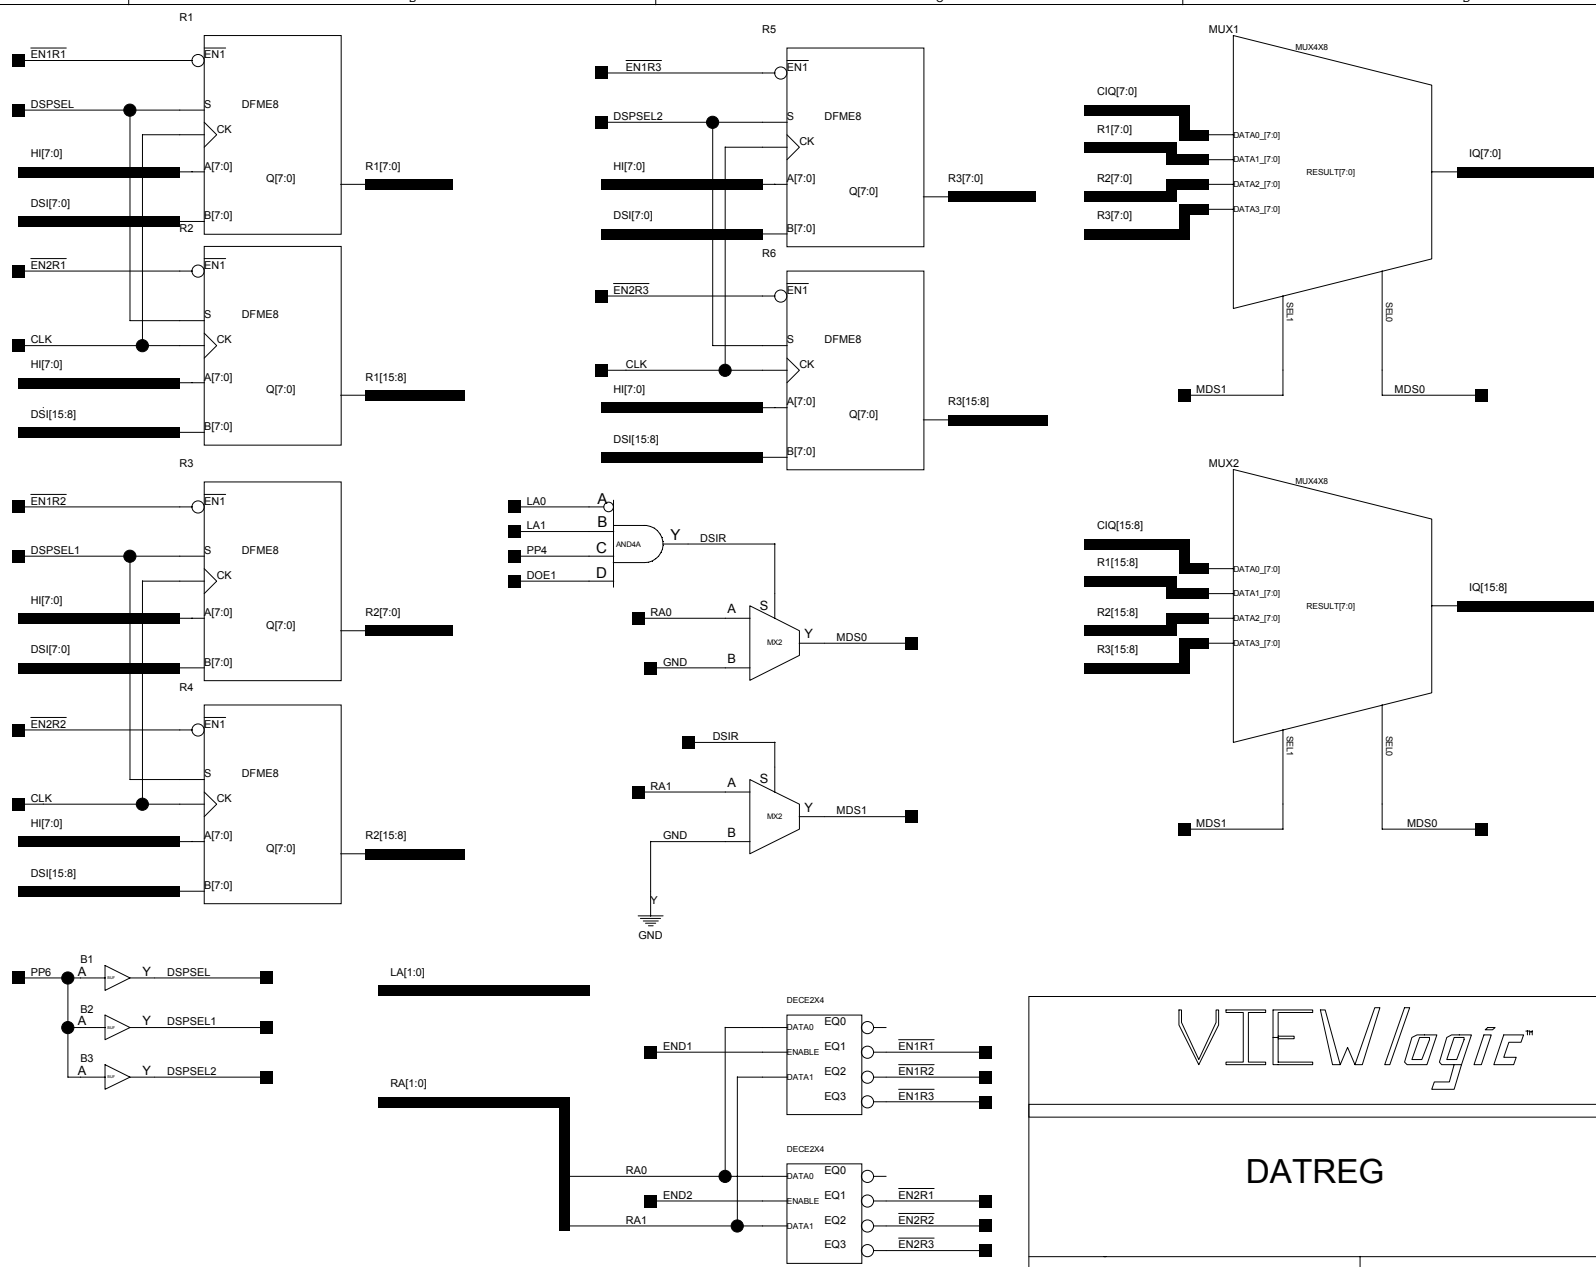 R1
EN1R1
EN1
DSPSEL
S
DFME8
CK
HI[7:0]
A[7:0]
Q[7:0]
R1[7:0]
DSI[7:0]
B[7:0]
R2
EN2R1
EN1
S
DFME8
CLK
CK
HI[7:0]
A[7:0]
Q[7:0]
R1[15:8]
DSI[15:8]
B[7:0]
R3
EN1R2
EN1
DSPSEL1
S
DFME8
CK
HI[7:0]
A[7:0]
Q[7:0]
R2[7:0]
DSI[7:0]
B[7:0]
R4
EN2R2
EN1
S
DFME8
CLK
CK
HI[7:0]
A[7:0]
Q[7:0]
R2[15:8]
DSI[15:8]
B[7:0]
R5
EN1R3
EN1
DSPSEL2
S
DFME8
CK
HI[7:0]
A[7:0]
Q[7:0]
R3[7:0]
DSI[7:0]
B[7:0]
R6
EN2R3
EN1
S
DFME8
CLK
CK
HI[7:0]
A[7:0]
Q[7:0]
R3[15:8]
DSI[15:8]
B[7:0]
LA0
A
LA1
B
PP4
C
DOE1
D
AND4A
Y
DSIR
RA0
A
S
MX2
Y
MDS0
GND
B
DSIR
RA1
A
S
MX2
Y
MDS1
GND
B
Y
GND
MUX1
MUX4X8
CIQ[7:0]
R1[7:0]
R2[7:0]
R3[7:0]
DATA0_[7:0]
DATA1_[7:0]
DATA2_[7:0]
DATA3_[7:0]
RESULT[7:0]
IQ[7:0]
SEL1
SEL0
MDS1
MDS0
MUX2
MUX4X8
CIQ[15:8]
R1[15:8]
R2[15:8]
R3[15:8]
DATA0_[7:0]
DATA1_[7:0]
DATA2_[7:0]
DATA3_[7:0]
RESULT[7:0]
IQ[15:8]
SEL1
SEL0
MDS1
MDS0
PP6
B1
A
BUF
Y
DSPSEL
B2
A
BUF
Y
DSPSEL1
B3
A
BUF
Y
DSPSEL2
LA[1:0]
RA[1:0]
RA0
RA1
DECE2X4
DATA0
EQ0
END1
ENABLE
EQ1
EN1R1
DATA1
EQ2
EN1R2
EQ3
EN1R3
DECE2X4
DATA0
EQ0
END2
ENABLE
EQ1
EN2R1
DATA1
EQ2
EN2R2
EQ3
EN2R3
VIEWlogic™
DATREG